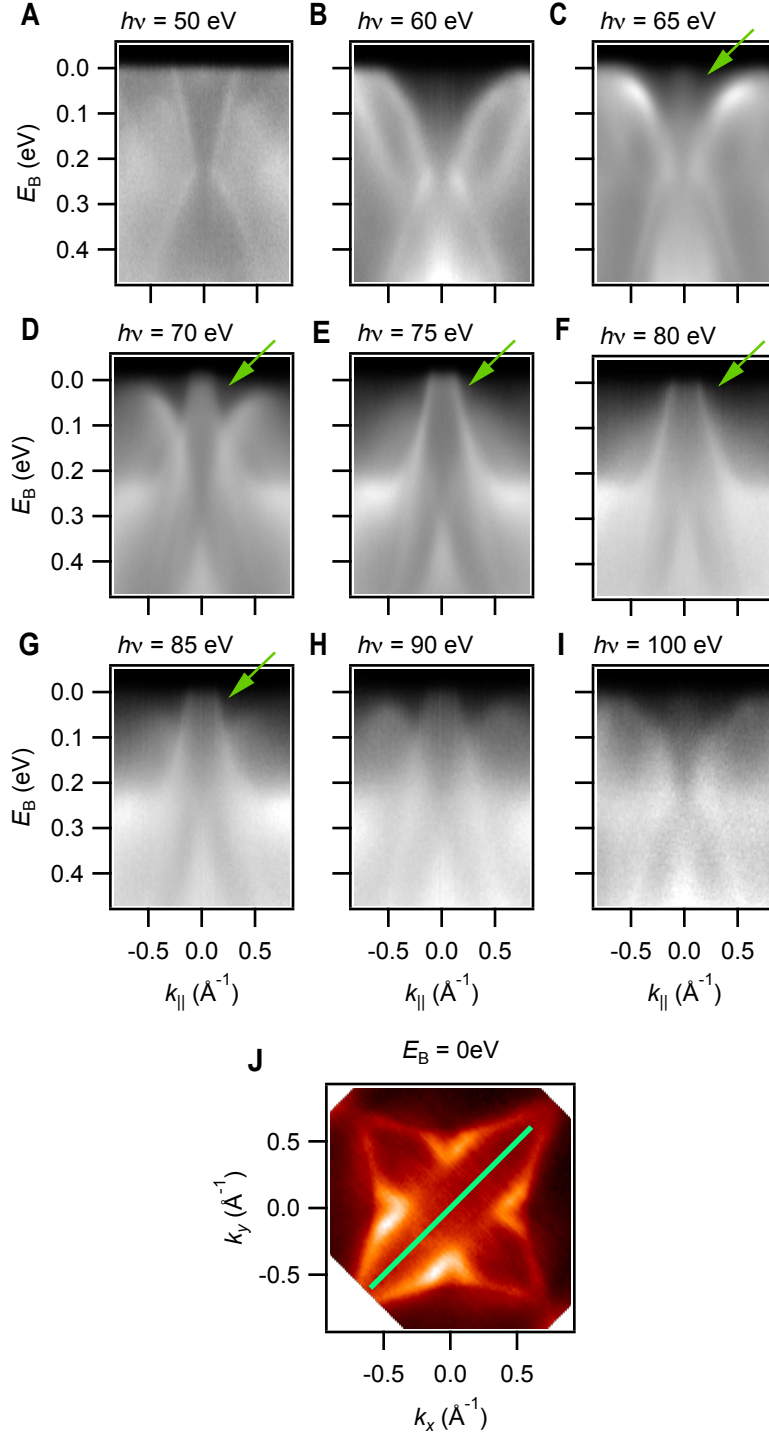 A hν = 50 eV B hν = 60 eV C hν = 65 eV
0.0
0.1
0.2
0.3
0.4
E_B (eV)
D hν = 70 eV E hν = 75 eV F hν = 80 eV
0.0
0.1
0.2
0.3
0.4
E_B (eV)
G hν = 85 eV H hν = 90 eV I hν = 100 eV
0.0
0.1
0.2
0.3
0.4
E_B (eV)
-0.5 0.0 0.5 -0.5 0.0 0.5 -0.5 0.0 0.5
k_|| (Å⁻¹) k_|| (Å⁻¹) k_|| (Å⁻¹)
J E_B = 0eV
0.5
0.0
-0.5
k_y (Å⁻¹)
-0.5 0.0 0.5
k_x (Å⁻¹)